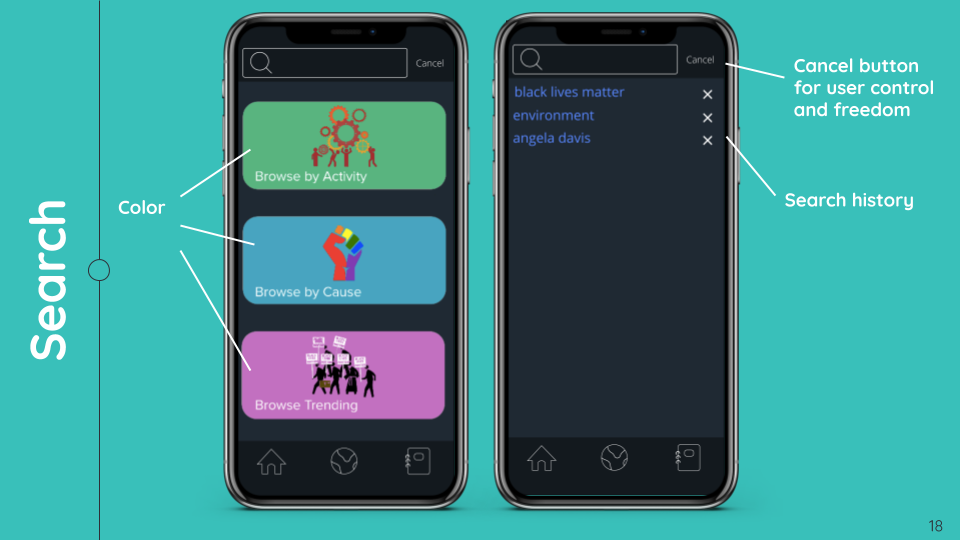 Search
Color
Cancel
Browse by Activity
Browse by Cause
Browse Trending
Cancel
black lives matter
environment
angela davis
Cancel button
for user control
and freedom
Search history
18